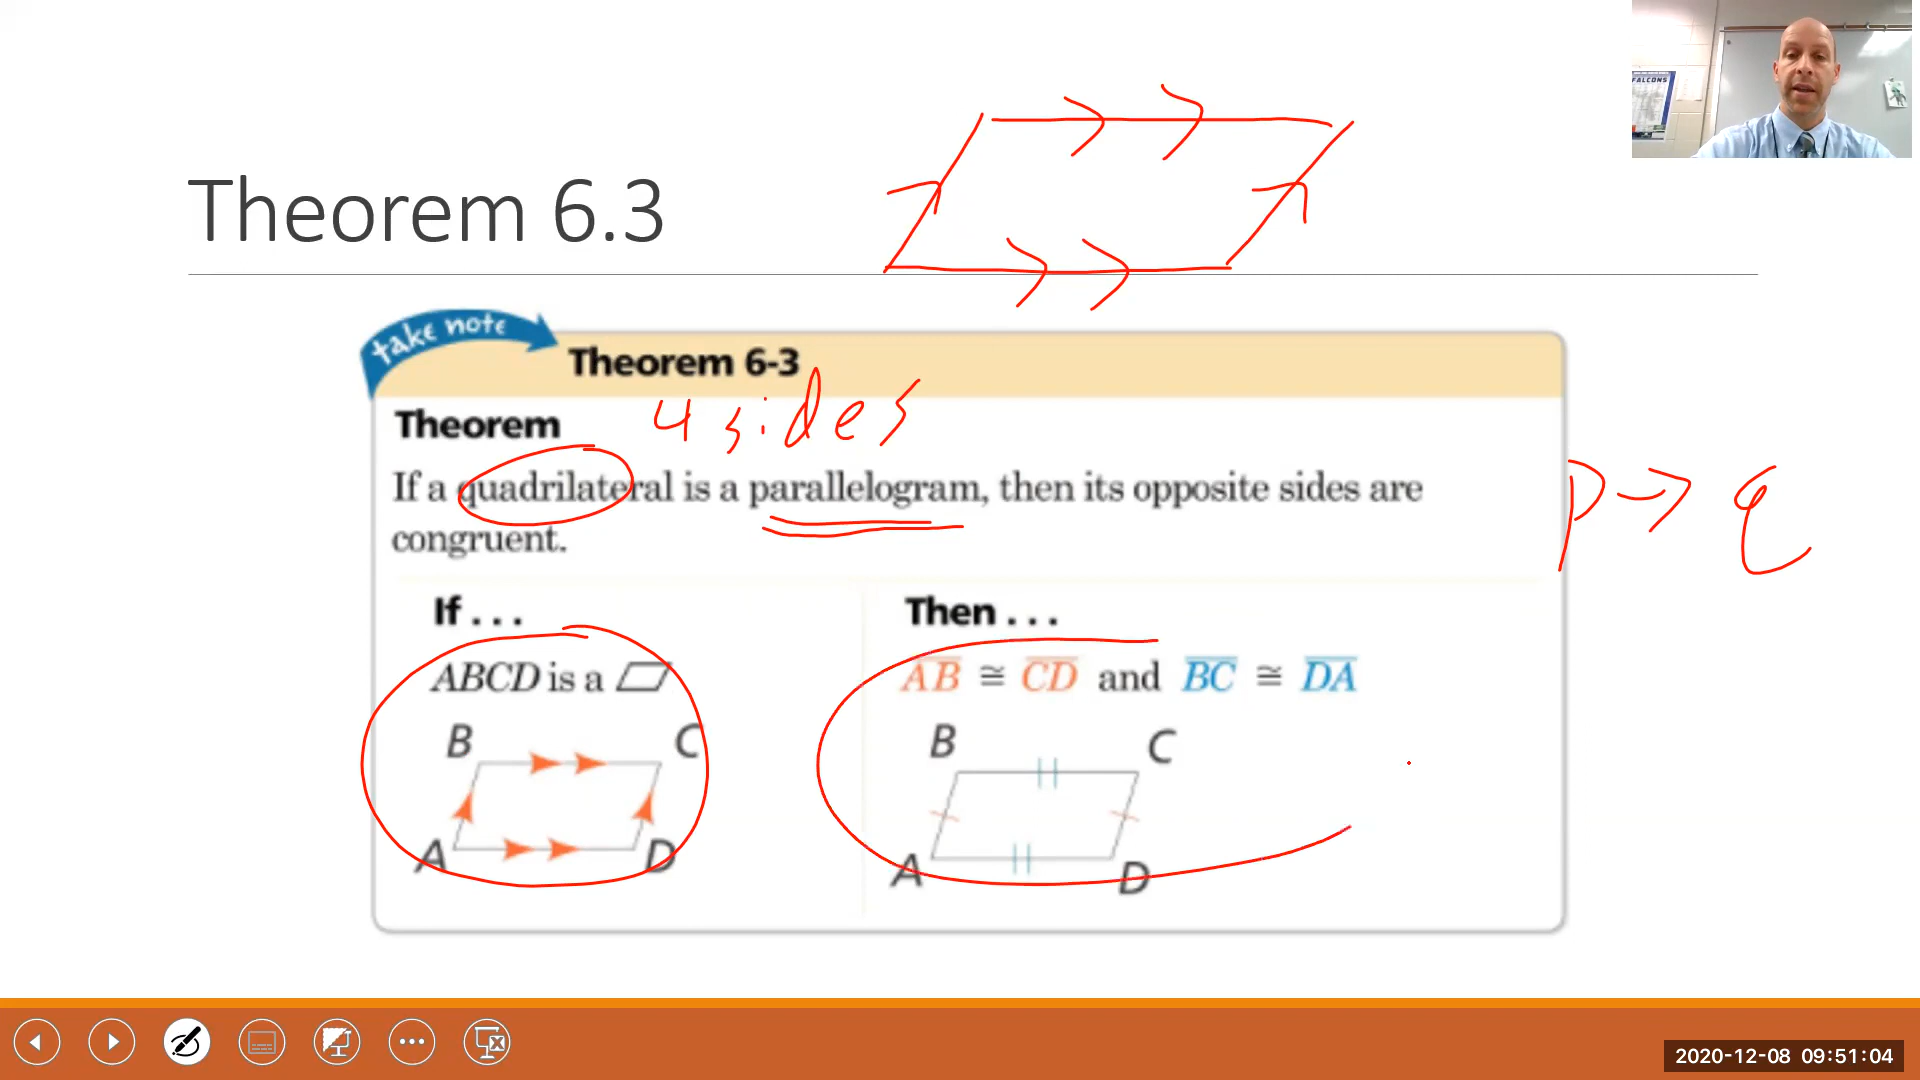 FALCONS
Theorem 6.3
take note
Theorem 6-3
Theorem
4 sides
If a quadrilateral is a parallelogram, then its opposite sides are
congruent.
p → q
If . . .
Then . . .
ABCD is a ▱
AB ≅ CD and BC ≅ DA
B C
A D
B C
A D
2020-12-08 09:51:04